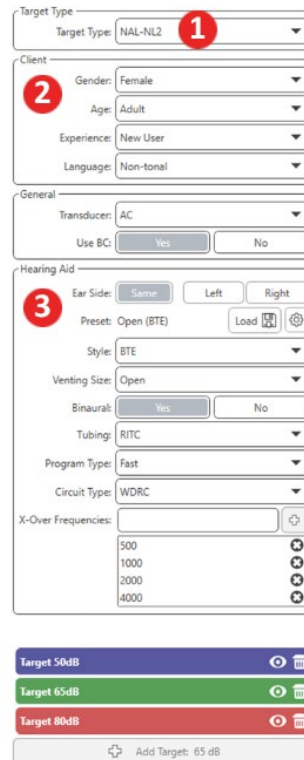 Target Type
Target Type: NAL-NL2 1
Client
2
Gender: Female
Age: Adult
Experience: New User
Language: Non-tonal
General
Transducer: AC
Use BC: Yes No
Hearing Aid
3
Ear Side: Same Left Right
Preset: Open (BTE) Load
Style: BTE
Venting Size: Open
Binaural: Yes No
Tubing: RITC
Program Type: Fast
Circuit Type: WDRC
X-Over Frequencies:
500
1000
2000
4000
Target 50dB
Target 65dB
Target 80dB
Add Target: 65 dB